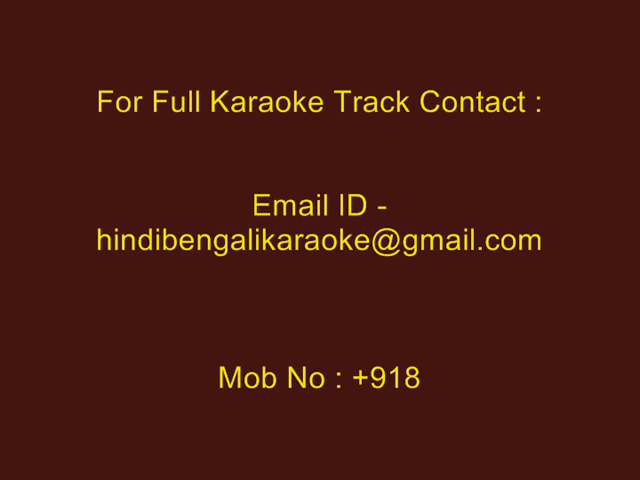 For Full Karaoke Track Contact :
Email ID -
hindibengalikaraoke@gmail.com
Mob No : +918